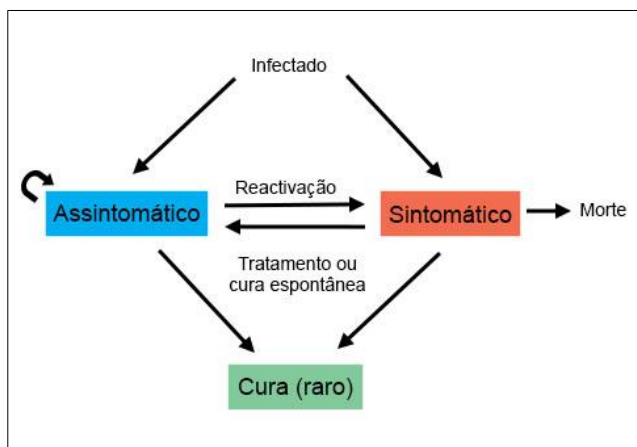 Infectado
Reactivação
Assintomático
Sintomático
Morte
Tratamento ou
cura espontânea
Cura (raro)